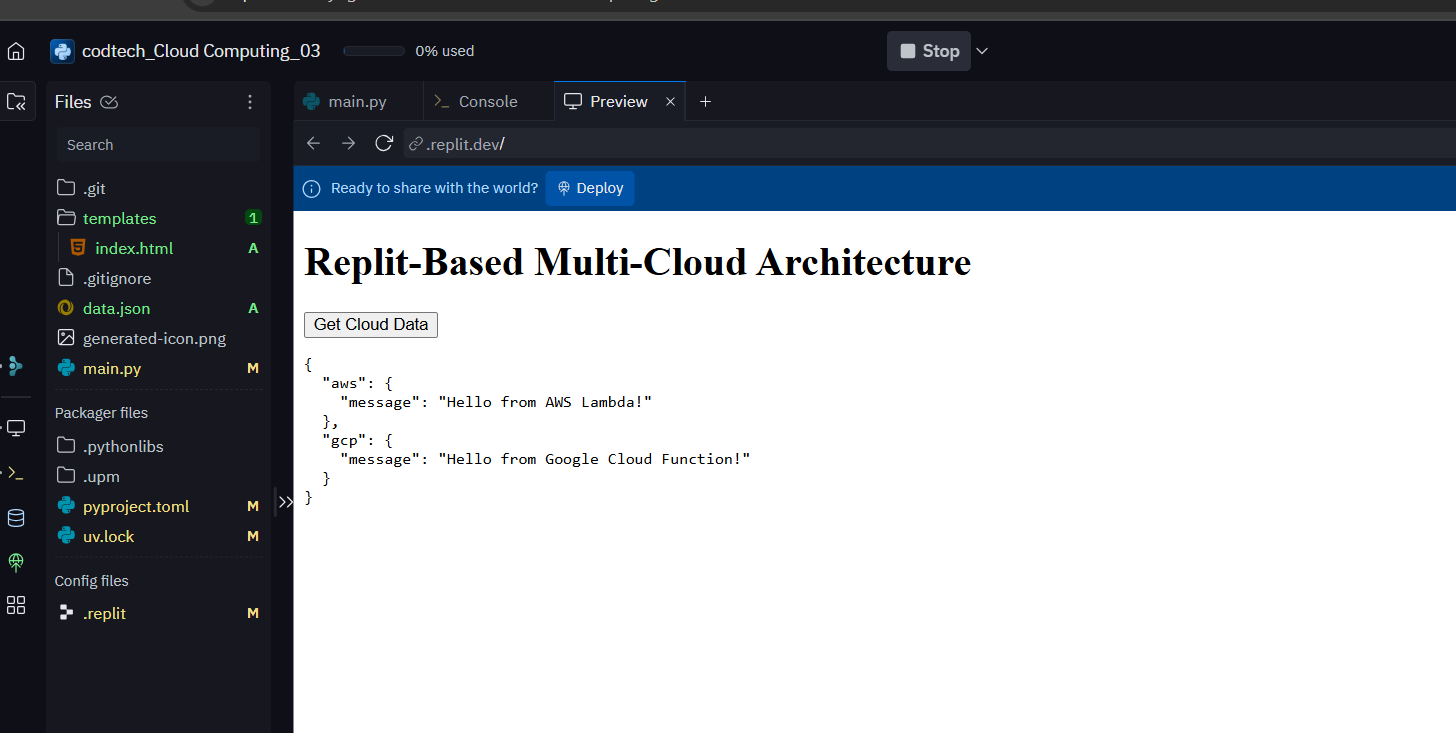 codtech_Cloud Computing_03
0% used
Stop
Files
Search
.git
templates 1
index.html A
.gitignore
data.json A
generated-icon.png
main.py M
Packager files
.pythonlibs
.upm
pyproject.toml M
uv.lock M
Config files
.replit M
main.py
Console
Preview
.replit.dev/
Ready to share with the world?
Deploy
Replit-Based Multi-Cloud Architecture
Get Cloud Data
{
"aws": {
"message": "Hello from AWS Lambda!"
},
"gcp": {
"message": "Hello from Google Cloud Function!"
}
}